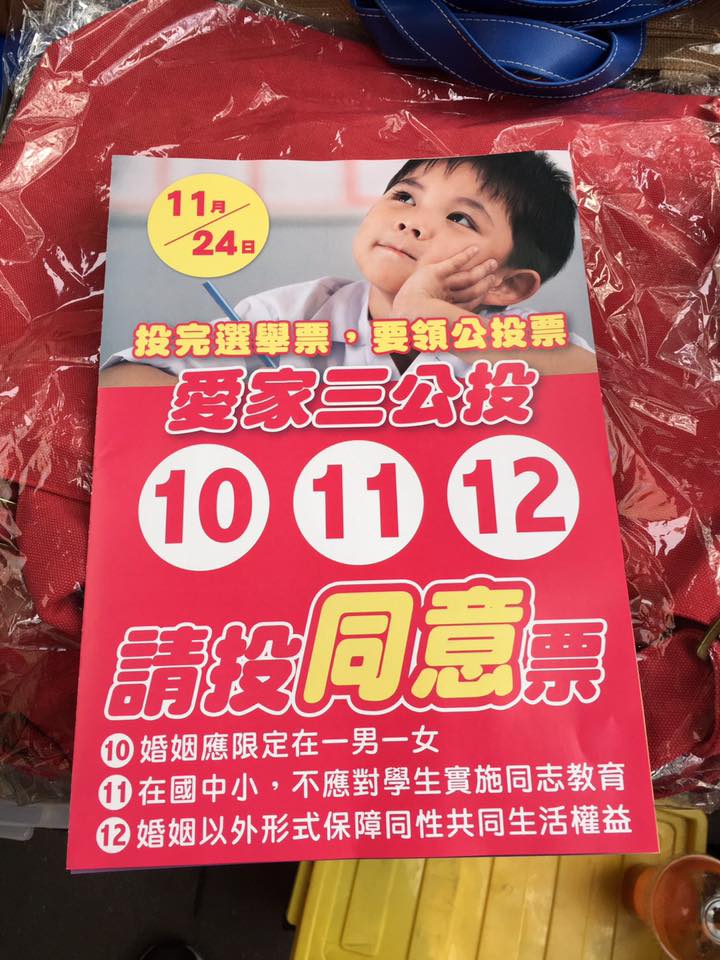 11月
24日
投完選舉票，要領公投票
愛家三公投
10 11 12
請投同意票
10 婚姻應限定在一男一女
11 在國中小，不應對學生實施同志教育
12 婚姻以外形式保障同性共同生活權益